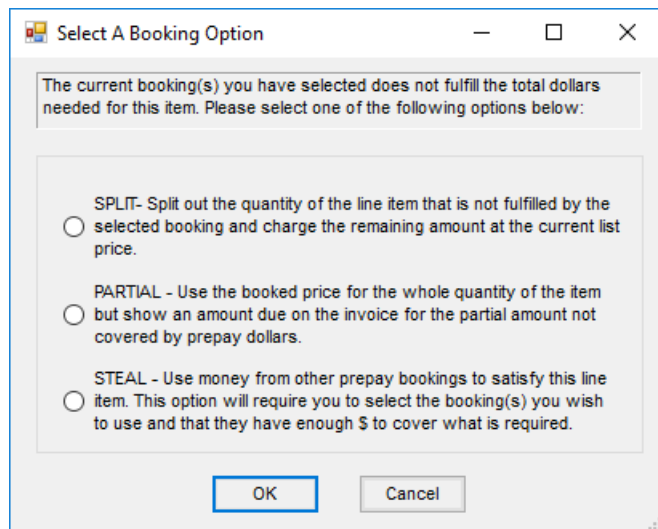 Select A Booking Option
The current booking(s) you have selected does not fulfill the total dollars
needed for this item. Please select one of the following options below:
SPLIT- Split out the quantity of the line item that is not fulfilled by the
selected booking and charge the remaining amount at the current list
price.
PARTIAL - Use the booked price for the whole quantity of the item
but show an amount due on the invoice for the partial amount not
covered by prepay dollars.
STEAL - Use money from other prepay bookings to satisfy this line
item. This option will require you to select the booking(s) you wish
to use and that they have enough $ to cover what is required.
OK
Cancel